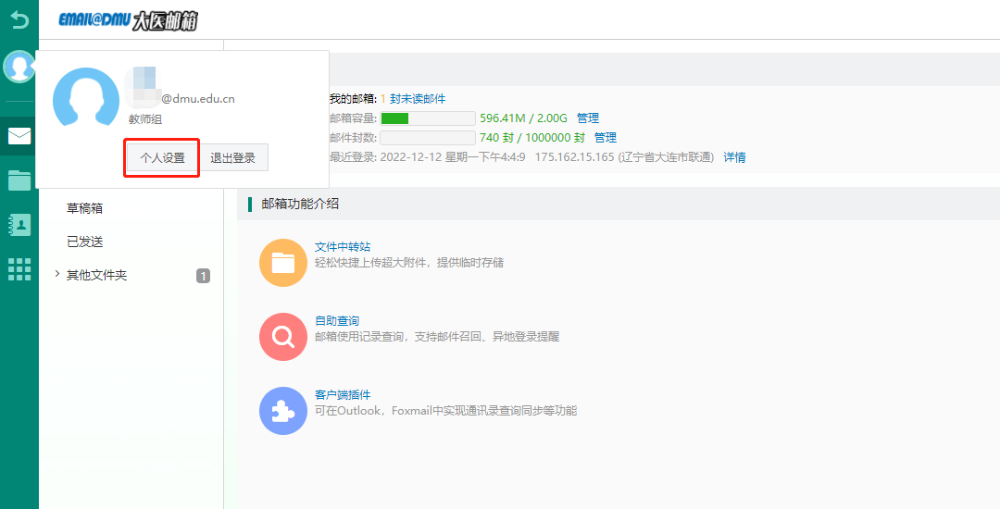 EMAIL@DMU 大医邮箱
@dmu.edu.cn
教师组
个人设置 退出登录
我的邮箱: 1 封未读邮件
邮箱容量: 596.41M / 2.00G 管理
邮件封数: 740 封 / 1000000 封 管理
最近登录: 2022-12-12 星期一下午4:4:9 175.162.15.165 (辽宁省大连市联通) 详情
草稿箱
已发送
其他文件夹 1
邮箱功能介绍
文件中转站
轻松快捷上传超大附件，提供临时存储
自助查询
邮箱使用记录查询，支持邮件召回、异地登录提醒
客户端插件
可在Outlook，Foxmail中实现通讯录查询同步等功能